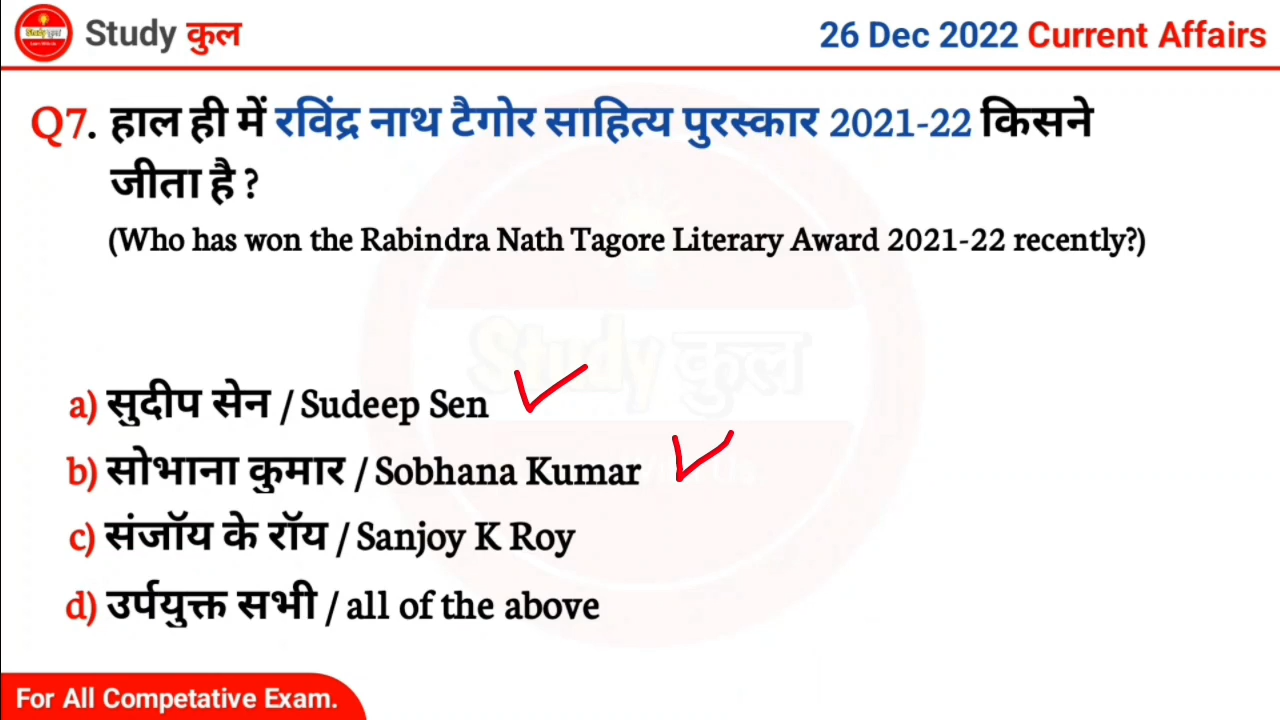 Study कुल
26 Dec 2022 Current Affairs
Q7. हाल ही में रविंद्र नाथ टैगोर साहित्य पुरस्कार 2021-22 किसने
जीता है ?
(Who has won the Rabindra Nath Tagore Literary Award 2021-22 recently?)
Study कुल
a) सुदीप सेन / Sudeep Sen
b) सोभाना कुमार / Sobhana Kumar
c) संजॉय के रॉय / Sanjoy K Roy
d) उर्पयुक्त सभी / all of the above
For All Competative Exam.